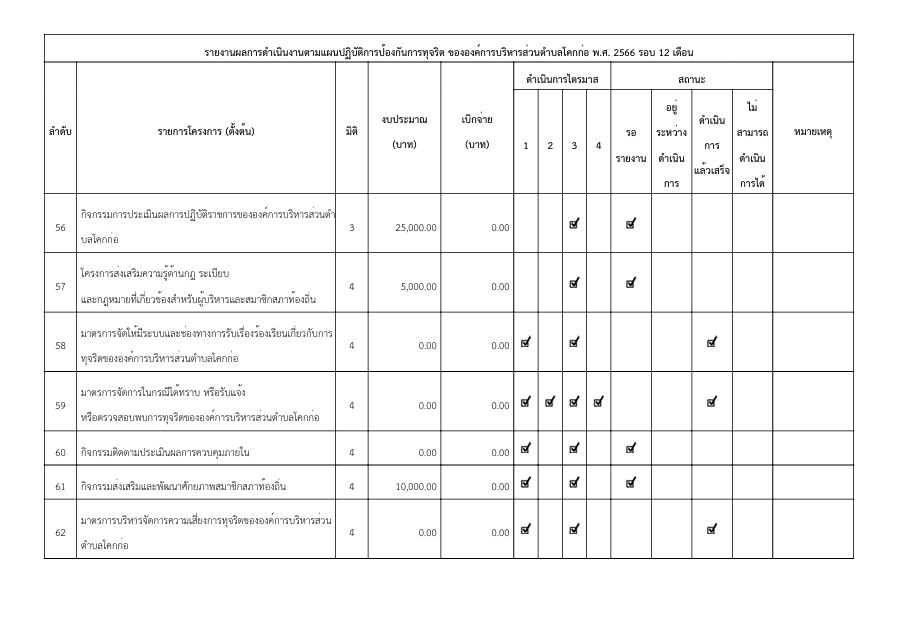 รายงานผลการดำเนินงานตามแผนปฏิบัติการป้องกันการทุจริต ขององค์การบริหารส่วนตำบลโคกก่อ พ.ศ. 2566 รอบ 12 เดือน
ลำดับ
รายการโครงการ (ตั้งต้น)
มิติ
งบประมาณ
(บาท)
เบิกจ่าย
(บาท)
ดำเนินการไตรมาส
1 2 3 4
สถานะ
รอ
รายงาน
อยู่
ระหว่าง
ดำเนิน
การ
ดำเนิน
การ
แล้วเสร็จ
ไม่
สามารถ
ดำเนิน
การได้
หมายเหตุ
56 กิจกรรมการประเมินผลการปฏิบัติราชการขององค์การบริหารส่วนตำ
บลโคกก่อ
3 25,000.00 0.00 ☑ ☑
57 โครงการส่งเสริมความรู้ด้านกฎ ระเบียบ
และกฎหมายที่เกี่ยวข้องสำหรับผู้บริหารและสมาชิกสภาท้องถิ่น
4 5,000.00 0.00 ☑ ☑
58 มาตรการจัดให้มีระบบและช่องทางการรับเรื่องร้องเรียนเกี่ยวกับการ
ทุจริตขององค์การบริหารส่วนตำบลโคกก่อ
4 0.00 0.00 ☑ ☑ ☑
59 มาตรการจัดการในกรณีได้ทราบ หรือรับแจ้ง
หรือตรวจสอบพบการทุจริตขององค์การบริหารส่วนตำบลโคกก่อ
4 0.00 0.00 ☑ ☑ ☑ ☑ ☑
60 กิจกรรมติดตามประเมินผลการควบคุมภายใน 4 0.00 0.00 ☑ ☑ ☑
61 กิจกรรมส่งเสริมและพัฒนาศักยภาพสมาชิกสภาท้องถิ่น 4 10,000.00 0.00 ☑ ☑ ☑
62 มาตรการบริหารจัดการความเสี่ยงการทุจริตขององค์การบริหารส่วน
ตำบลโคกก่อ
4 0.00 0.00 ☑ ☑ ☑